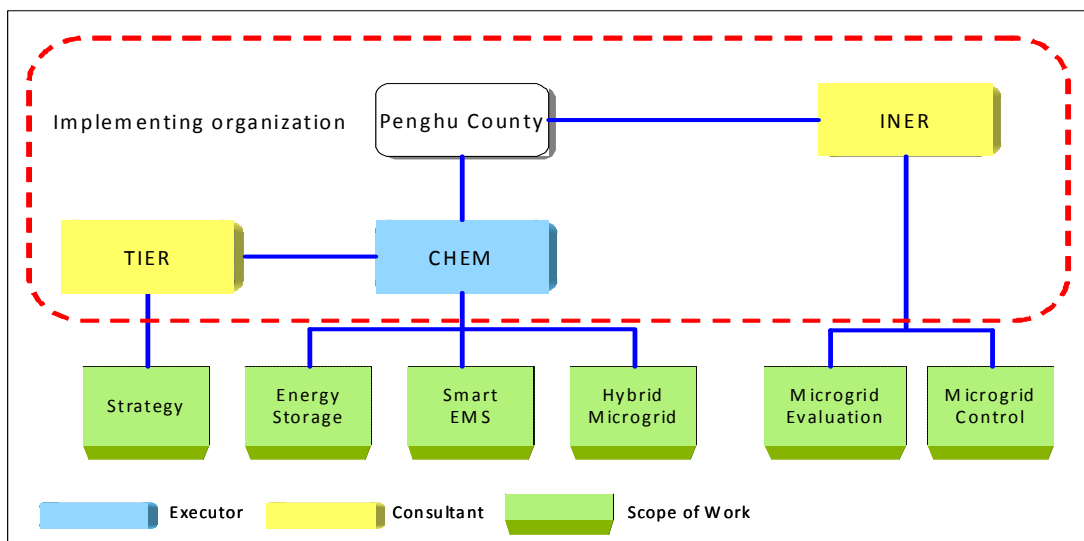 Implementing organization
Penghu County
INER
TIER
CHEM
Strategy
Energy
Storage
Smart
EMS
Hybrid
Microgrid
Microgrid
Evaluation
Microgrid
Control
Executor
Consultant
Scope of Work